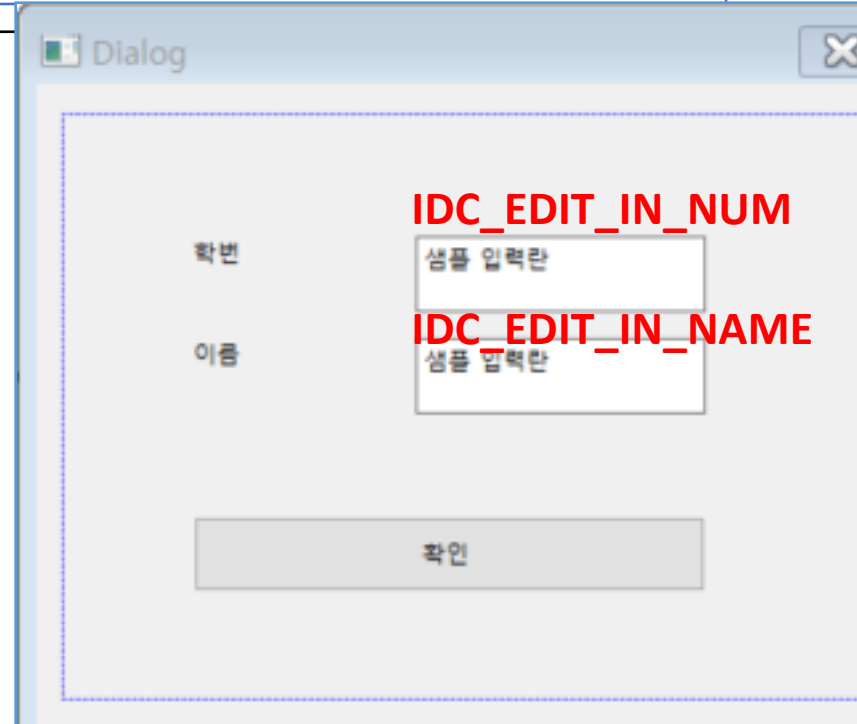 Dialog
IDC_EDIT_IN_NUM
학번
샘플 입력란
IDC_EDIT_IN_NAME
이름
샘플 입력란
확인